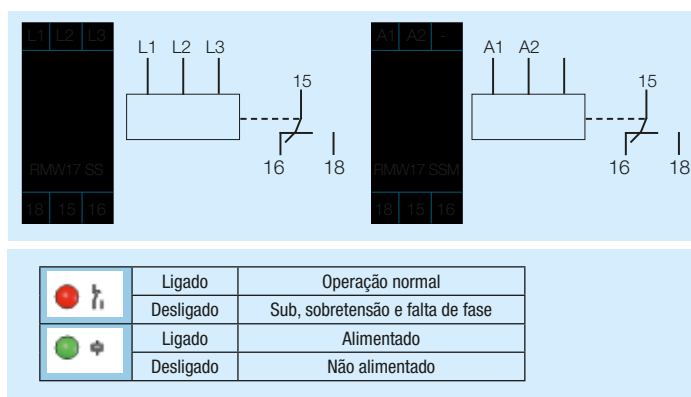 L1 L2 L3
RMW17 SS
18 15 16
L1 L2 L3
15
16 18
A1 A2 -
RMW17 SSM
18 15 16
A1 A2
15
16 18
Ligado Operação normal
Desligado Sub, sobretensão e falta de fase
Ligado Alimentado
Desligado Não alimentado